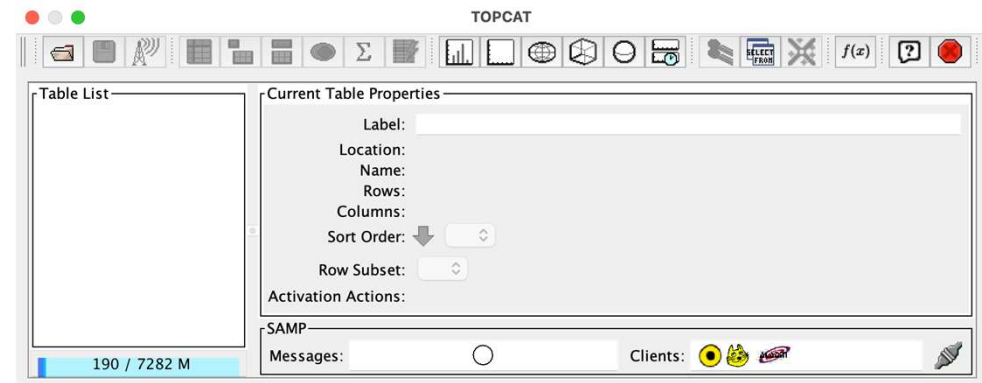 TOPCAT
Σ
SELECT
FROM
f(x)
?
Table List
Current Table Properties
Label:
Location:
Name:
Rows:
Columns:
Sort Order:
Row Subset:
Activation Actions:
SAMP
Messages:
Clients:
190 / 7282 M